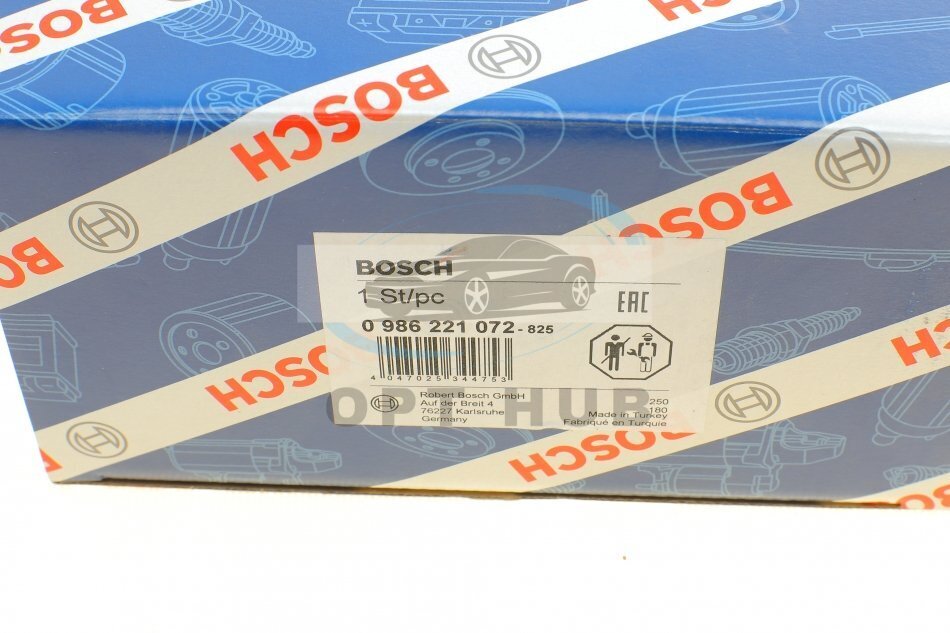 BOSCH
BOSCH
BOSCH
BOSCH
BOSCH
BOSCH
1 St/pc
EAC
0 986 221 072 - 825
4 047025 344753
Robert Bosch GmbH
Auf der Breit 4
76227 Karlsruhe
Germany
250
180
Made in Turkey
Fabriqué en Turquie
OPT HUB
BOSCH
BOSCH
BOSCH